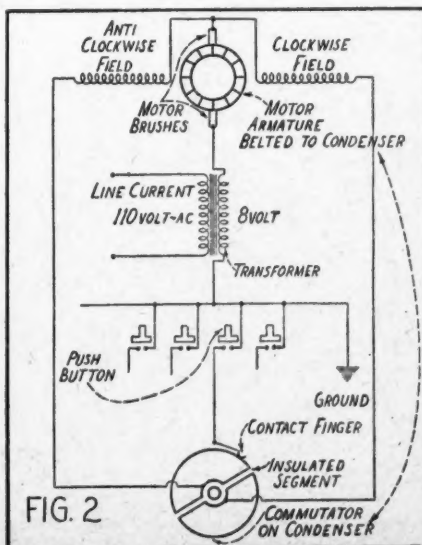 ANTI
CLOCKWISE
FIELD
CLOCKWISE
FIELD
MOTOR
BRUSHES
MOTOR
ARMATURE
BELTED TO CONDENSER
LINE CURRENT
110 VOLT-AC
8 VOLT
TRANSFORMER
PUSH
BUTTON
GROUND
CONTACT FINGER
INSULATED
SEGMENT
FIG. 2
COMMUTATOR
ON CONDENSER